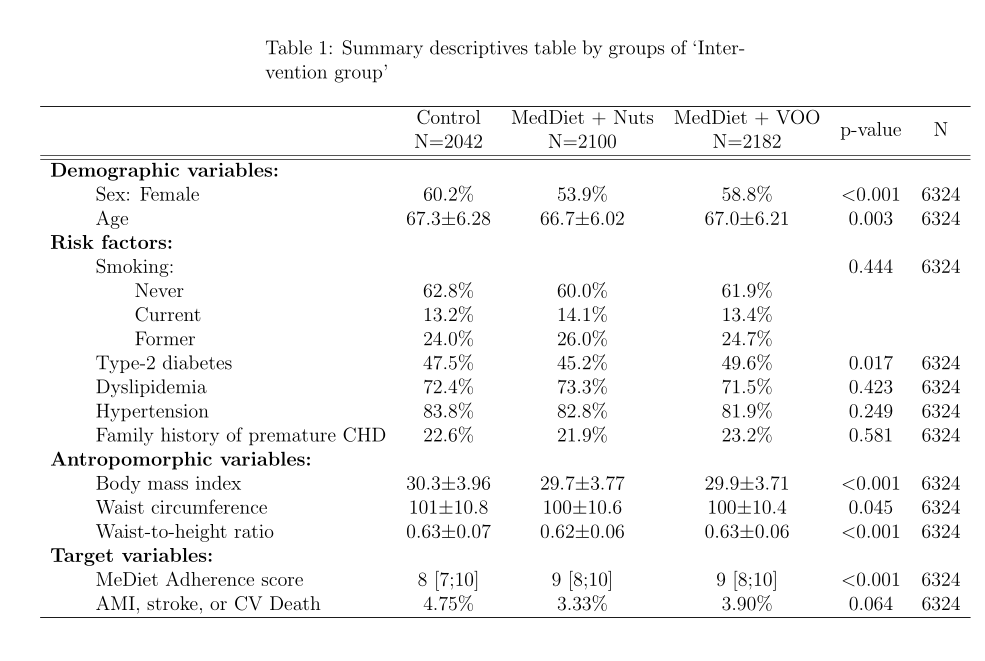 Table 1: Summary descriptives table by groups of ‘Inter-
vention group’
Control MedDiet + Nuts MedDiet + VOO p-value N
N=2042 N=2100 N=2182
Demographic variables:
Sex: Female 60.2% 53.9% 58.8% <0.001 6324
Age 67.3±6.28 66.7±6.02 67.0±6.21 0.003 6324
Risk factors:
Smoking: 0.444 6324
Never 62.8% 60.0% 61.9%
Current 13.2% 14.1% 13.4%
Former 24.0% 26.0% 24.7%
Type-2 diabetes 47.5% 45.2% 49.6% 0.017 6324
Dyslipidemia 72.4% 73.3% 71.5% 0.423 6324
Hypertension 83.8% 82.8% 81.9% 0.249 6324
Family history of premature CHD 22.6% 21.9% 23.2% 0.581 6324
Antropomorphic variables:
Body mass index 30.3±3.96 29.7±3.77 29.9±3.71 <0.001 6324
Waist circumference 101±10.8 100±10.6 100±10.4 0.045 6324
Waist-to-height ratio 0.63±0.07 0.62±0.06 0.63±0.06 <0.001 6324
Target variables:
MeDiet Adherence score 8 [7;10] 9 [8;10] 9 [8;10] <0.001 6324
AMI, stroke, or CV Death 4.75% 3.33% 3.90% 0.064 6324